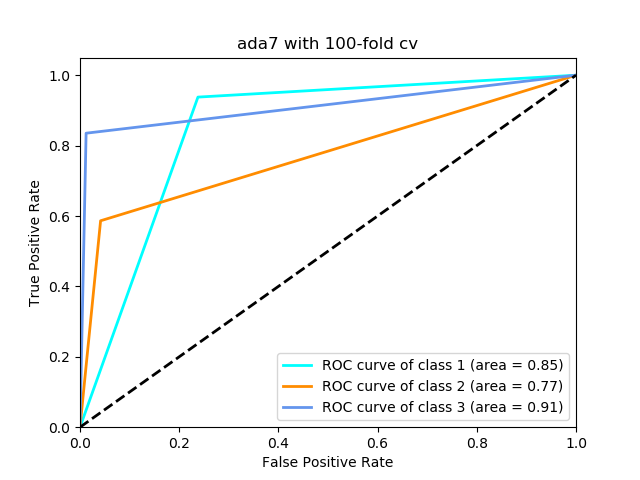 ada7 with 100-fold cv
1.0
0.8
0.6
0.4
0.2
0.0
True Positive Rate
ROC curve of class 1 (area = 0.85)
ROC curve of class 2 (area = 0.77)
ROC curve of class 3 (area = 0.91)
0.0 0.2 0.4 0.6 0.8 1.0
False Positive Rate